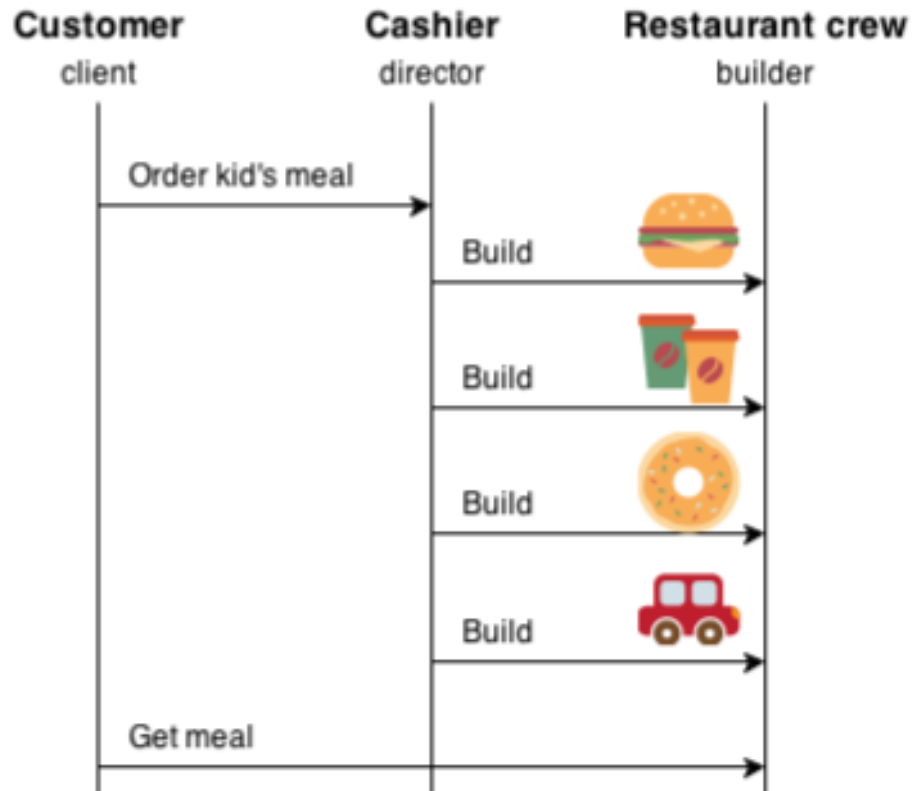 Customer
client
Cashier
director
Restaurant crew
builder
Order kid's meal
Build
Build
Build
Build
Get meal